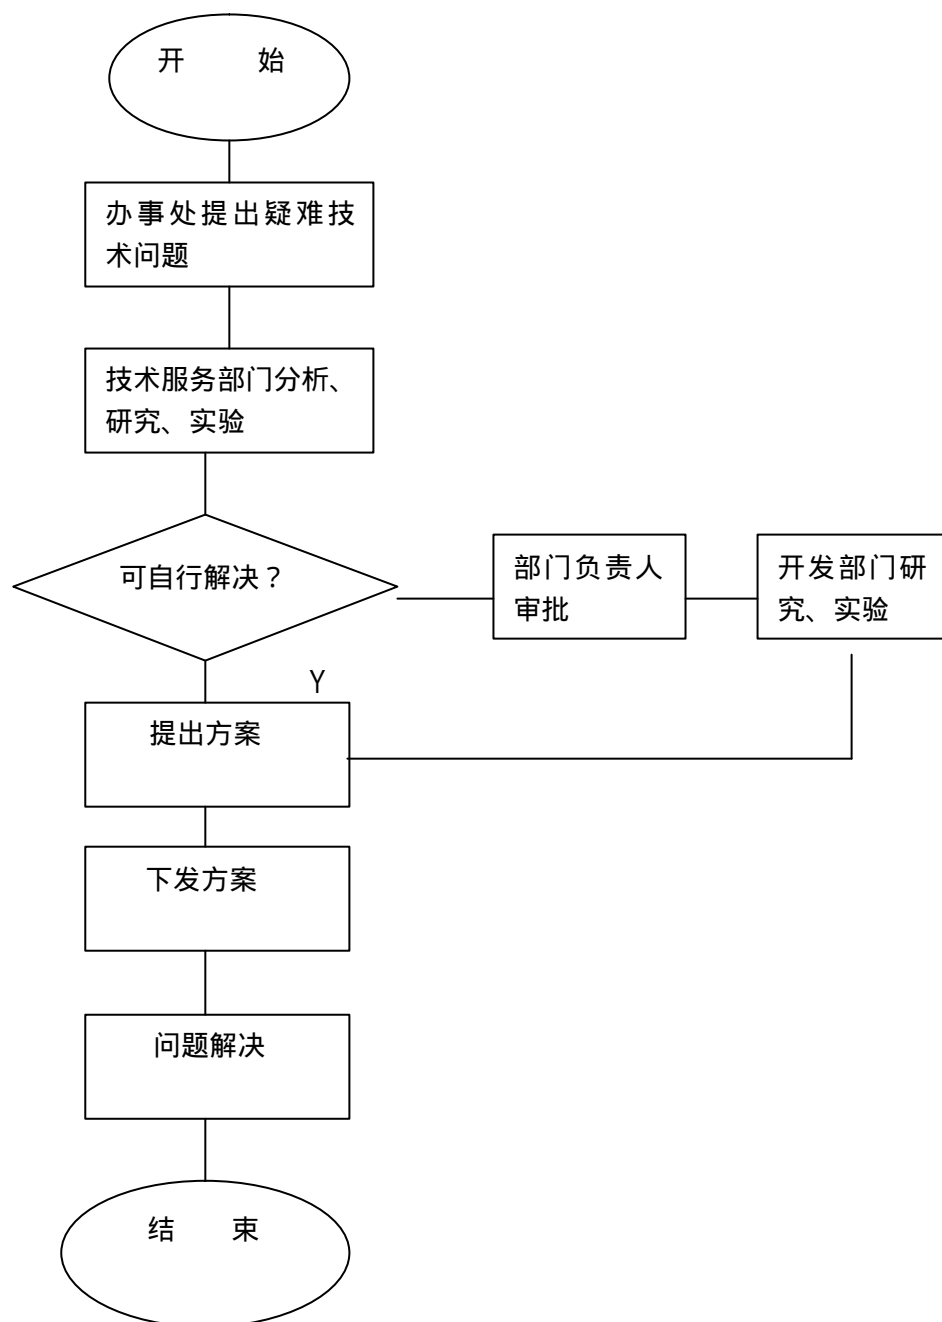 开 始
办事处提出疑难技
术问题
技术服务部门分析、
研究、实验
可自行解决？
部门负责人
审批
开发部门研
究、实验
Y
提出方案
下发方案
问题解决
结 束